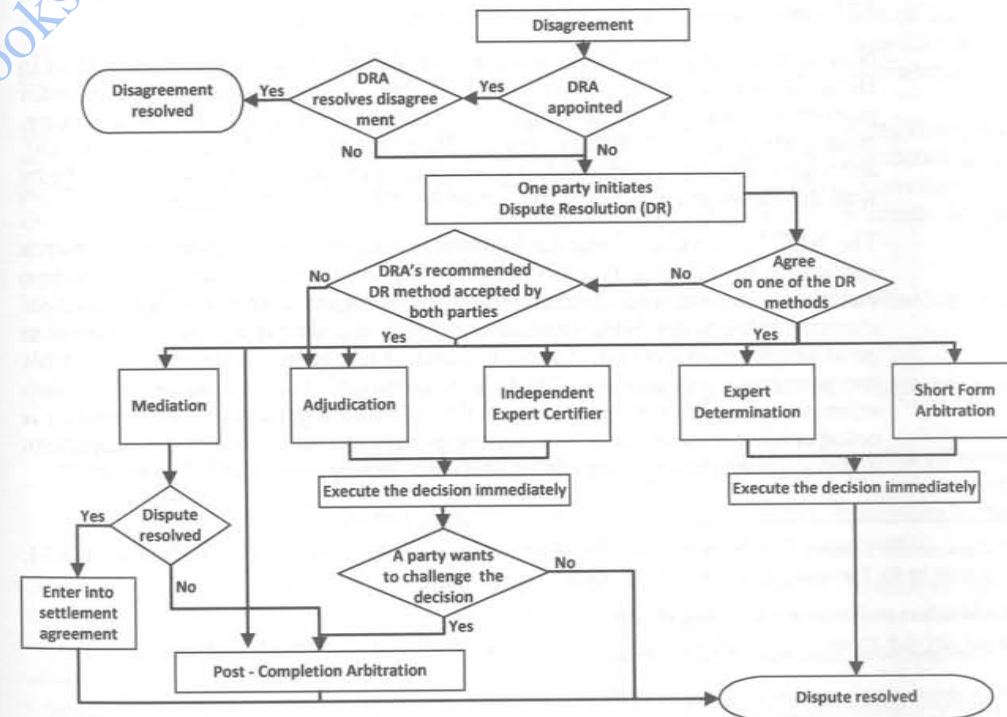 Disagreement
Disagreement
resolved
Yes
DRA
resolves disagree
ment
Yes
DRA
appointed
No
No
One party initiates
Dispute Resolution (DR)
No
DRA's recommended
DR method accepted by
both parties
No
Agree
on one of the DR
methods
Yes
Yes
Mediation
Adjudication
Independent
Expert Certifier
Expert
Determination
Short Form
Arbitration
Execute the decision immediately
Execute the decision immediately
Yes
Dispute
resolved
No
A party wants
to challenge the
decision
No
Yes
Enter into
settlement
agreement
Post - Completion Arbitration
Dispute resolved